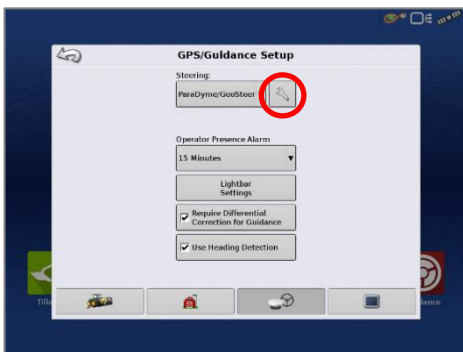 GPS/Guidance Setup
Steering:
ParaDyme/GeoSteer
Operator Presence Alarm
15 Minutes
Lightbar
Settings
Require Differential
Correction for Guidance
Use Heading Detection